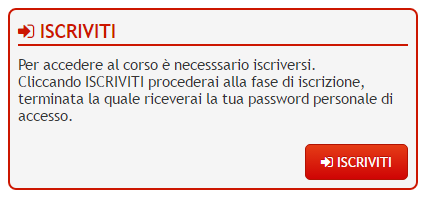 ISCRIVITI
Per accedere al corso è necesssario iscriversi.
Cliccando ISCRIVITI procederai alla fase di iscrizione,
terminata la quale riceverai la tua password personale di
accesso.
ISCRIVITI